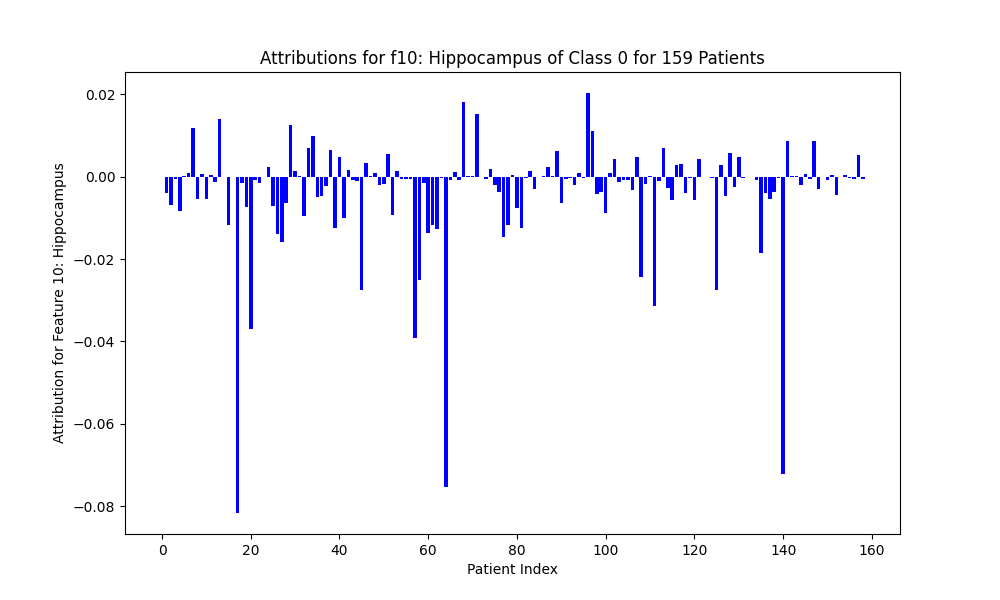 Attributions for f10: Hippocampus of Class 0 for 159 Patients
Attribution for Feature 10: Hippocampus
0.02
0.00
−0.02
−0.04
−0.06
−0.08
0 20 40 60 80 100 120 140 160
Patient Index